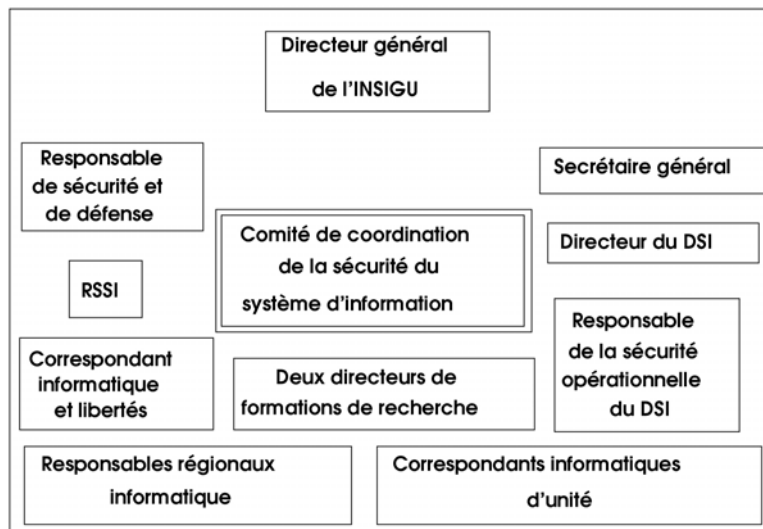 Directeur général
de l'INSIGU
Responsable
de sécurité et
de défense
Secrétaire général
Comité de coordination
de la sécurité du
système d'information
Directeur du DSI
RSSI
Responsable
de la sécurité
opérationnelle
du DSI
Correspondant
informatique
et libertés
Deux directeurs de
formations de recherche
Responsables régionaux
informatique
Correspondants informatiques
d'unité